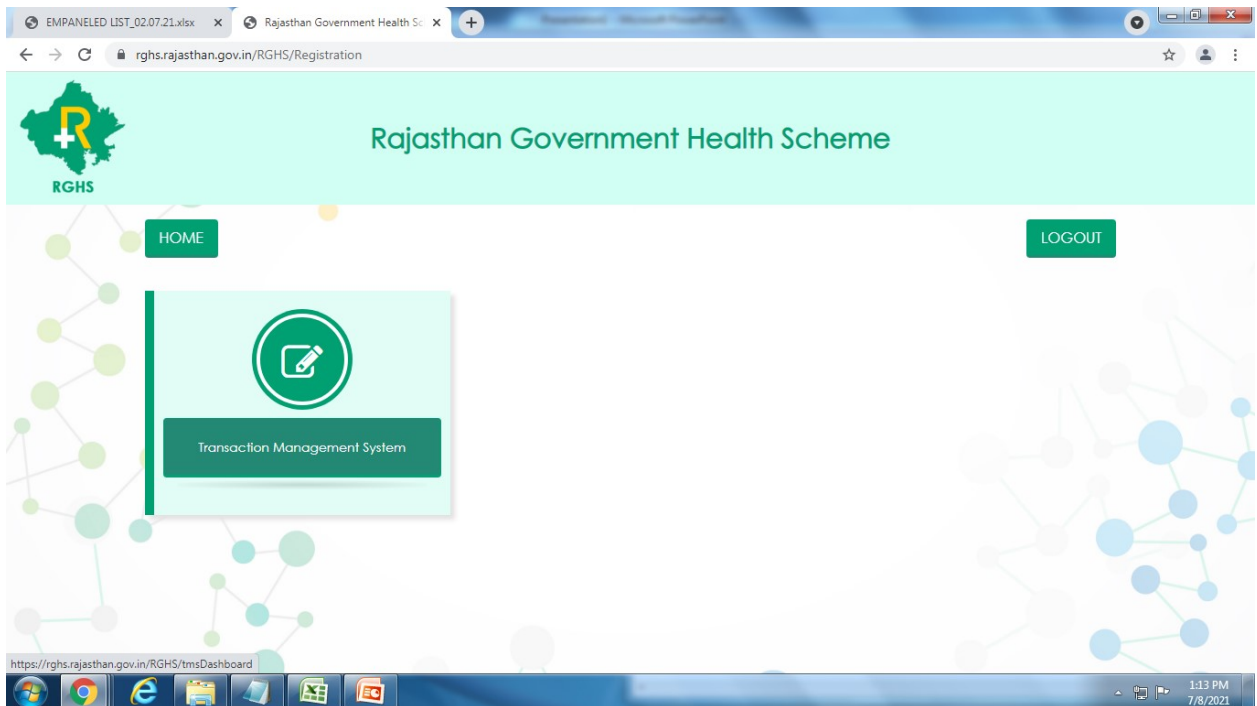 EMPANELED LIST_02.07.21.xlsx
Rajasthan Government Health Sc
rghs.rajasthan.gov.in/RGHS/Registration
R
RGHS
Rajasthan Government Health Scheme
HOME
LOGOUT
Transaction Management System
https://rghs.rajasthan.gov.in/RGHS/tmsDashboard
1:13 PM
7/8/2021